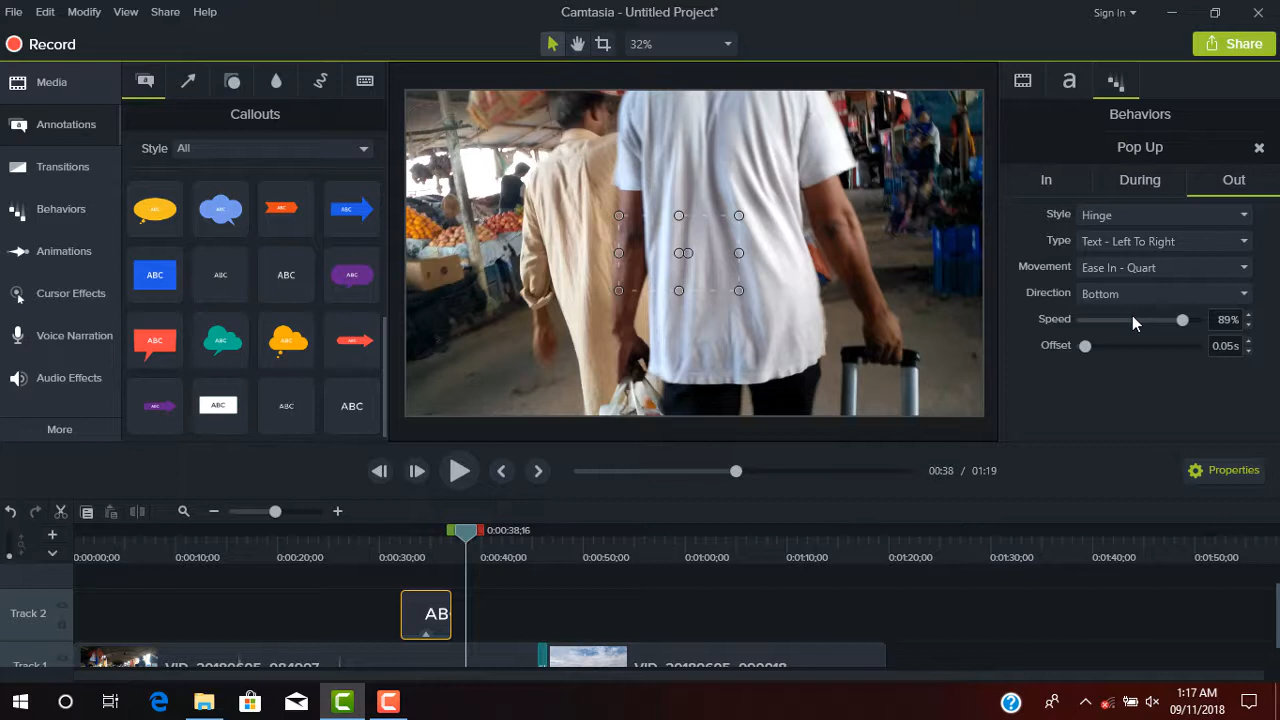 File Edit Modify View Share Help
Camtasia - Untitled Project*
Sign In
Record
32%
Share
Media
Annotations
Transitions
Behaviors
Animations
Cursor Effects
Voice Narration
Audio Effects
More
Callouts
Style All
ABC ABC ABC ABC
ABC ABC ABC ABC
ABC ABC ABC ABC
ABC ABC ABC ABC
a
Behaviors
Pop Up
In During Out
Style Hinge
Type Text - Left To Right
Movement Ease In - Quart
Direction Bottom
Speed 89%
Offset 0.05s
00:38 / 01:19
Properties
0:00:38;16
0:00:00;00 0:00:10;00 0:00:20;00 0:00:30;00 0:00:40;00 0:00:50;00 0:01:00;00 0:01:10;00 0:01:20;00 0:01:30;00 0:01:40;00 0:01:50;00
Track 2
AB
Track 1
1:17 AM
09/11/2018